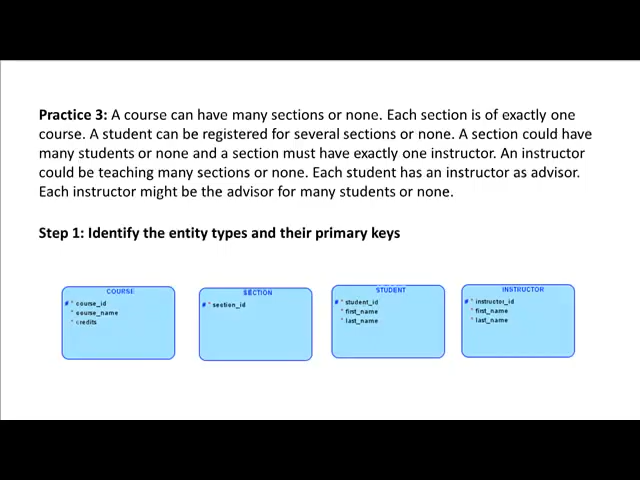 Practice 3: A course can have many sections or none. Each section is of exactly one
course. A student can be registered for several sections or none. A section could have
many students or none and a section must have exactly one instructor. An instructor
could be teaching many sections or none. Each student has an instructor as advisor.
Each instructor might be the advisor for many students or none.
Step 1: Identify the entity types and their primary keys
COURSE
# * course_id
* course_name
* credits
SECTION
# * section_id
STUDENT
# * student_id
* first_name
* last_name
INSTRUCTOR
# * instructor_id
* first_name
* last_name